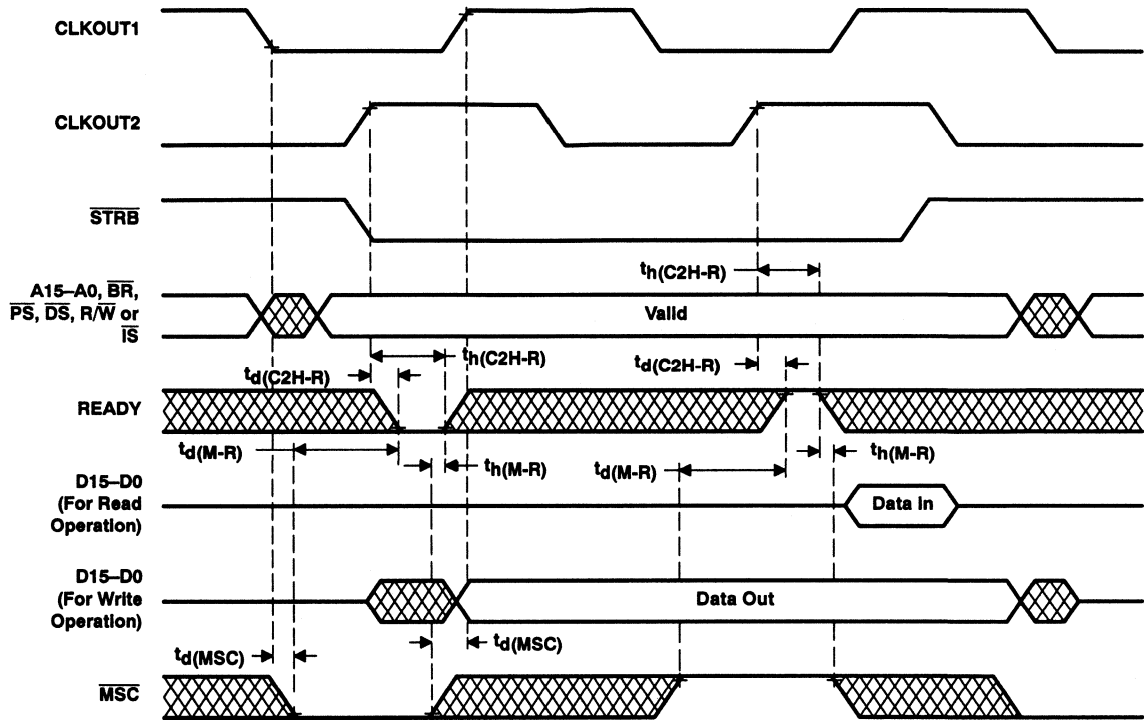 CLKOUT1
CLKOUT2
STRB
th(C2H-R)
A15–A0, BR,
PS, DS, R/W or
IS
Valid
th(C2H-R)
td(C2H-R)
td(C2H-R)
READY
td(M-R)
th(M-R)
td(M-R)
th(M-R)
D15–D0
(For Read
Operation)
Data In
D15–D0
(For Write
Operation)
Data Out
td(MSC)
td(MSC)
MSC